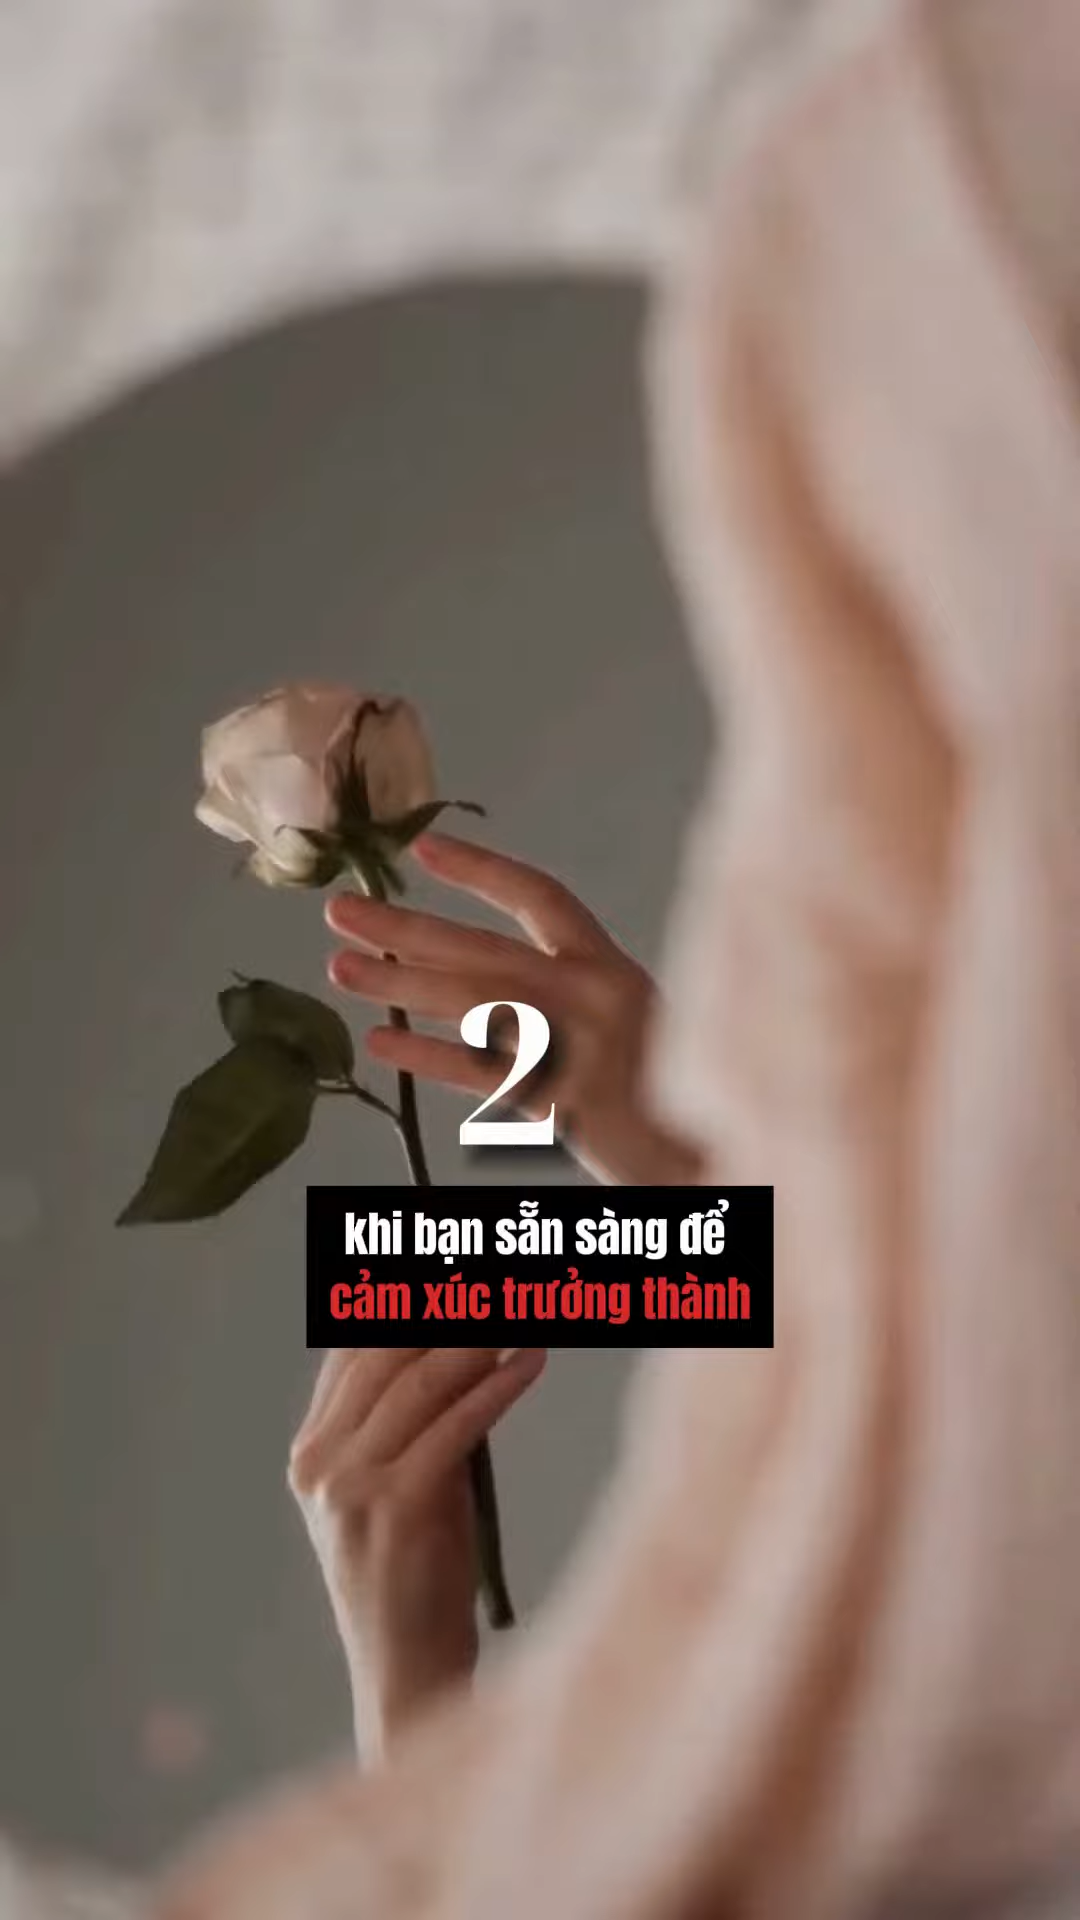 2
khi bạn sẵn sàng để
cảm xúc trưởng thành